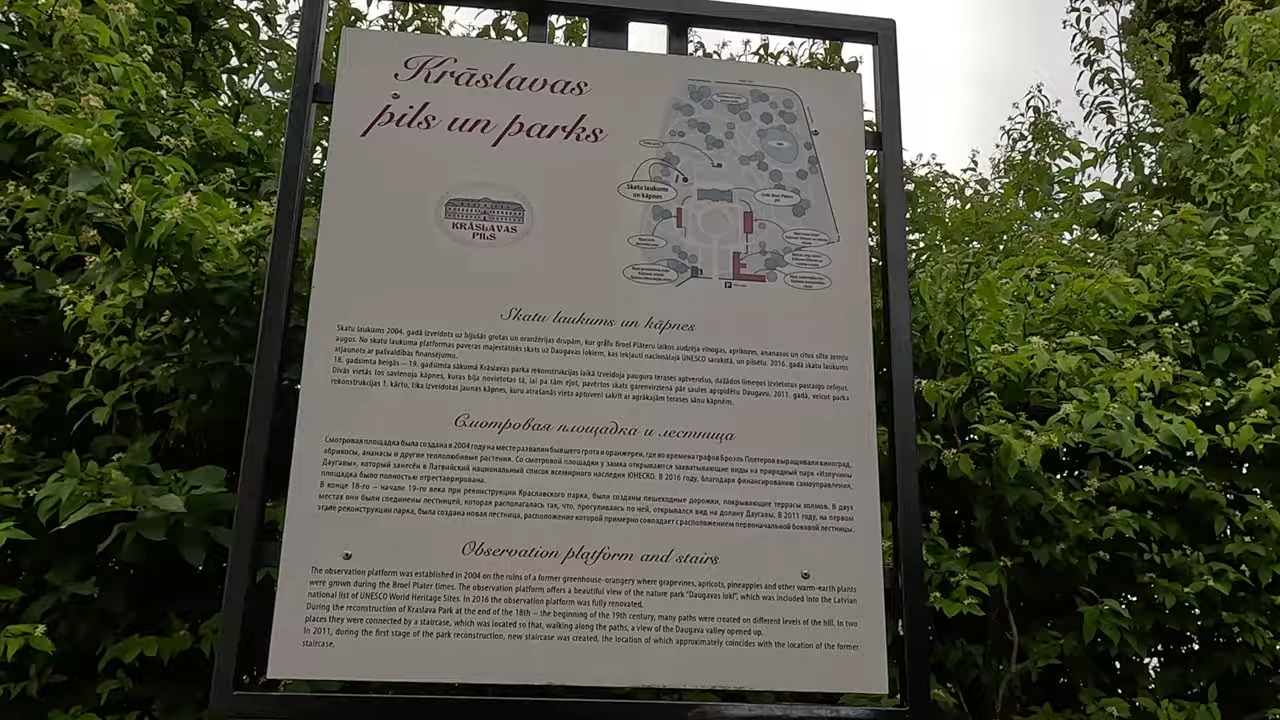 Krāslavas
pils un parks
KRĀSLAVAS
PILS
Skatu laukums
un kāpnes
Skatu laukums un kāpnes
Skatu laukums 2004. gadā izveidots uz bijušās grotas un oranžērijas drupām, kur grāfu Broel Plāteru laikos audzēja vīnogas, aprikozes, ananasus un citus silto zemju
augus. No skatu laukuma platformas paveras majestātisks skats uz Daugavas lokiem, kas iekļauti nacionālajā UNESCO sarakstā, un pilsētu. 2016. gadā skatu laukums
atjaunots ar pašvaldības finansējumu.
18. gadsimta beigās – 19. gadsimta sākumā Krāslavas parka rekonstrukcijas laikā izveidoja paugura terases aptverošus, dažādos līmeņos izvietotus pastaigu celiņus.
Divās vietās tos savienoja kāpnes, kuras bija novietotas tā, lai pa tām ejot, pavērtos skats garenvirzienā pār saules apspīdētu Daugavu. 2011. gadā, veicot parka
rekonstrukcijas 1. kārtu, tika izveidotas jaunās kāpnes, kuru atrašanās vieta aptuveni sakrīt ar agrākajām terases sānu kāpnēm.
Смотровая площадка и лестница
Смотровая площадка была создана в 2004 году на месте развалин бывшего грота и оранжереи, где во времена графов Броэль Плятеров выращивали виноград,
абрикосы, ананасы и другие теплолюбивые растения. Со смотровой площадки у замка открываются захватывающие виды на природный парк «Излучины
Даугавы», который занесён в Латвийский национальный список всемирного наследия ЮНЕСКО. В 2016 году, благодаря финансированию самоуправления,
площадка была полностью отреставрирована.
В конце 18-го – начале 19-го века при реконструкции Краславского парка, были созданы пешеходные дорожки, покрывающие террасы холмов. В двух
местах они были соединены лестницей, которая располагалась так, что, прогуливаясь по ней, открывался вид на долину Даугавы. В 2011 году, на первом
этапе реконструкции парка, была создана новая лестница, расположение которой примерно совпадает с расположением первоначальной боковой лестницы.
Observation platform and stairs
The observation platform was established in 2004 on the ruins of a former greenhouse-orangery where grapevines, apricots, pineapples and other warm-earth plants
were grown during the Broel Plater times. The observation platform offers a beautiful view of the nature park "Daugavas loki", which was included into the Latvian
national list of UNESCO World Heritage Sites. In 2016 the observation platform was fully renovated.
During the reconstruction of Kraslava Park at the end of the 18th – the beginning of the 19th century, many paths were created on different levels of the hill. In two
places they were connected by a staircase, which was located so that, walking along the paths, a view of the Daugava valley opened up.
In 2011, during the first stage of the park reconstruction, new staircase was created, the location of which approximately coincides with the location of the former
staircase.